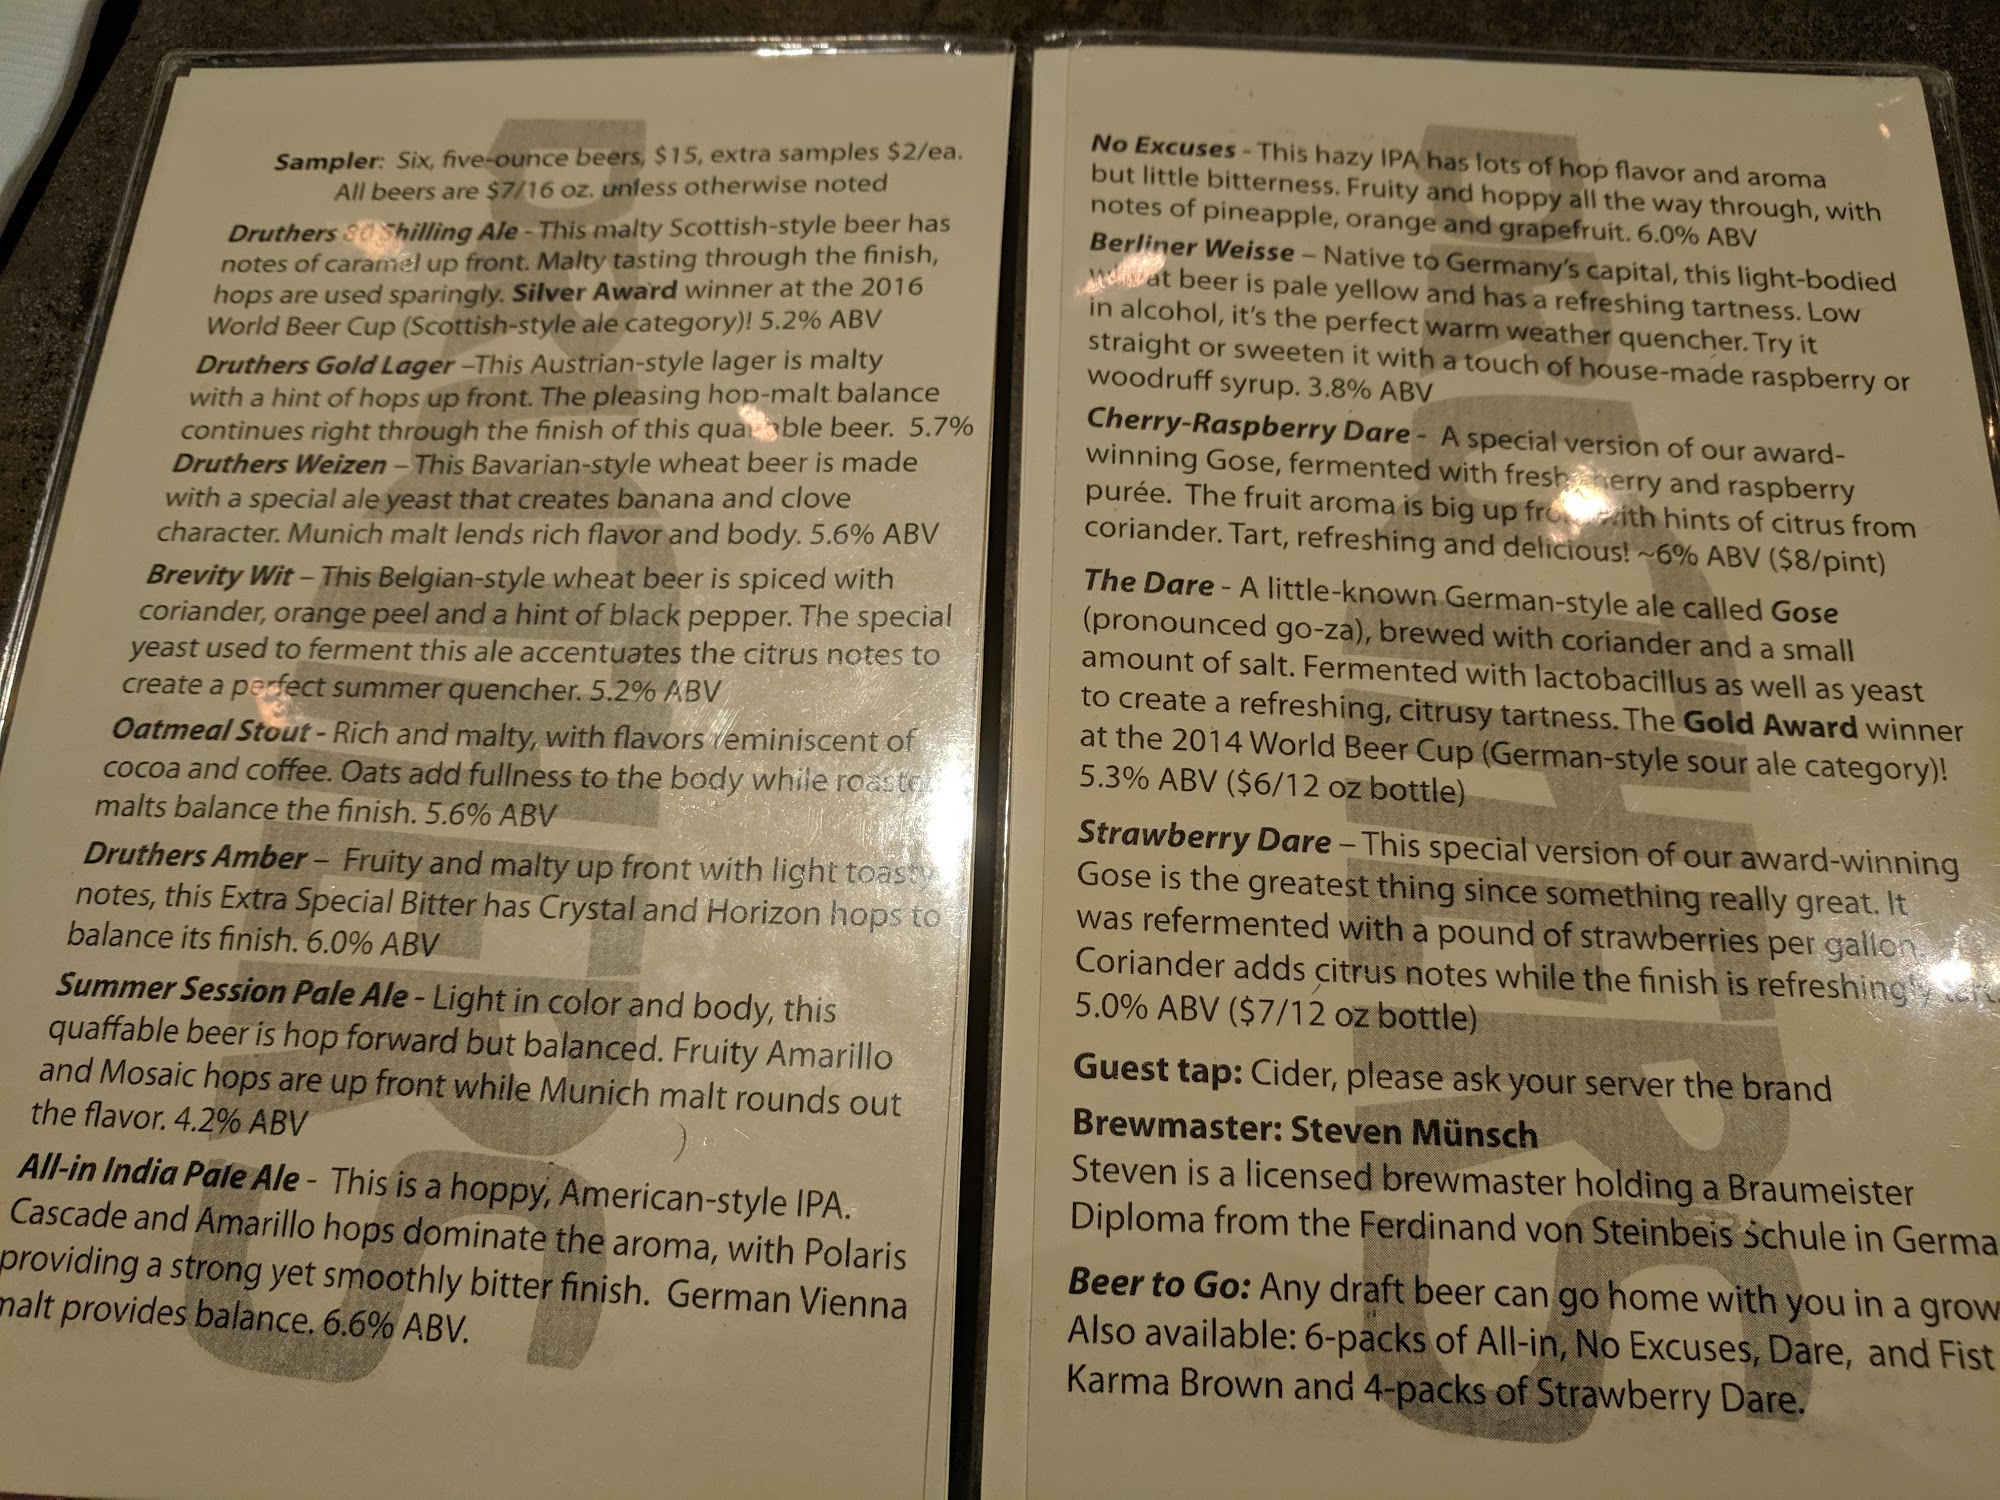 Sampler: Six, five-ounce beers, $15, extra samples $2/ea.
All beers are $7/16 oz. unless otherwise noted
Druthers 80 Shilling Ale - This malty Scottish-style beer has
notes of caramel up front. Malty tasting through the finish,
hops are used sparingly. Silver Award winner at the 2016
World Beer Cup (Scottish-style ale category)! 5.2% ABV
Druthers Gold Lager –This Austrian-style lager is malty
with a hint of hops up front. The pleasing hop-malt balance
continues right through the finish of this quaffable beer. 5.7%
Druthers Weizen – This Bavarian-style wheat beer is made
with a special ale yeast that creates banana and clove
character. Munich malt lends rich flavor and body. 5.6% ABV
Brevity Wit – This Belgian-style wheat beer is spiced with
coriander, orange peel and a hint of black pepper. The special
yeast used to ferment this ale accentuates the citrus notes to
create a perfect summer quencher. 5.2% ABV
Oatmeal Stout - Rich and malty, with flavors reminiscent of
cocoa and coffee. Oats add fullness to the body while
malts balance the finish. 5.6% ABV
Druthers Amber – Fruity and malty up front with light toasty
notes, this Extra Special Bitter has Crystal and Horizon hops to
balance its finish. 6.0% ABV
Summer Session Pale Ale - Light in color and body, this
quaffable beer is hop forward but balanced. Fruity Amarillo
and Mosaic hops are up front while Munich malt rounds out
the flavor. 4.2% ABV
All-in India Pale Ale - This is a hoppy, American-style IPA.
Cascade and Amarillo hops dominate the aroma, with Polaris
providing a strong yet smoothly bitter finish. German Vienna
malt provides balance. 6.6% ABV.
No Excuses - This hazy IPA has lots of hop flavor and aroma
but little bitterness. Fruity and hoppy all the way through, with
notes of pineapple, orange and grapefruit. 6.0% ABV
Berliner Weisse – Native to Germany's capital, this light-bodied
wheat beer is pale yellow and has a refreshing tartness. Low
in alcohol, it's the perfect warm weather quencher. Try it
straight or sweeten it with a touch of house-made raspberry or
woodruff syrup. 3.8% ABV
Cherry-Raspberry Dare - A special version of our award-
winning Gose, fermented with fresh cherry and raspberry
purée. The fruit aroma is big up front with hints of citrus from
coriander. Tart, refreshing and delicious! ~6% ABV ($8/pint)
The Dare - A little-known German-style ale called Gose
(pronounced go-za), brewed with coriander and a small
amount of salt. Fermented with lactobacillus as well as yeast
to create a refreshing, citrusy tartness. The Gold Award winner
at the 2014 World Beer Cup (German-style sour ale category)!
5.3% ABV ($6/12 oz bottle)
Strawberry Dare – This special version of our award-winning
Gose is the greatest thing since something really great. It
was refermented with a pound of strawberries per gallon.
Coriander adds citrus notes while the finish is refreshingly tart.
5.0% ABV ($7/12 oz bottle)
Guest tap: Cider, please ask your server the brand
Brewmaster: Steven Münsch
Steven is a licensed brewmaster holding a Braumeister
Diploma from the Ferdinand von Steinbeis Schule in Germa
Beer to Go: Any draft beer can go home with you in a grow
Also available: 6-packs of All-in, No Excuses, Dare, and Fist
Karma Brown and 4-packs of Strawberry Dare.